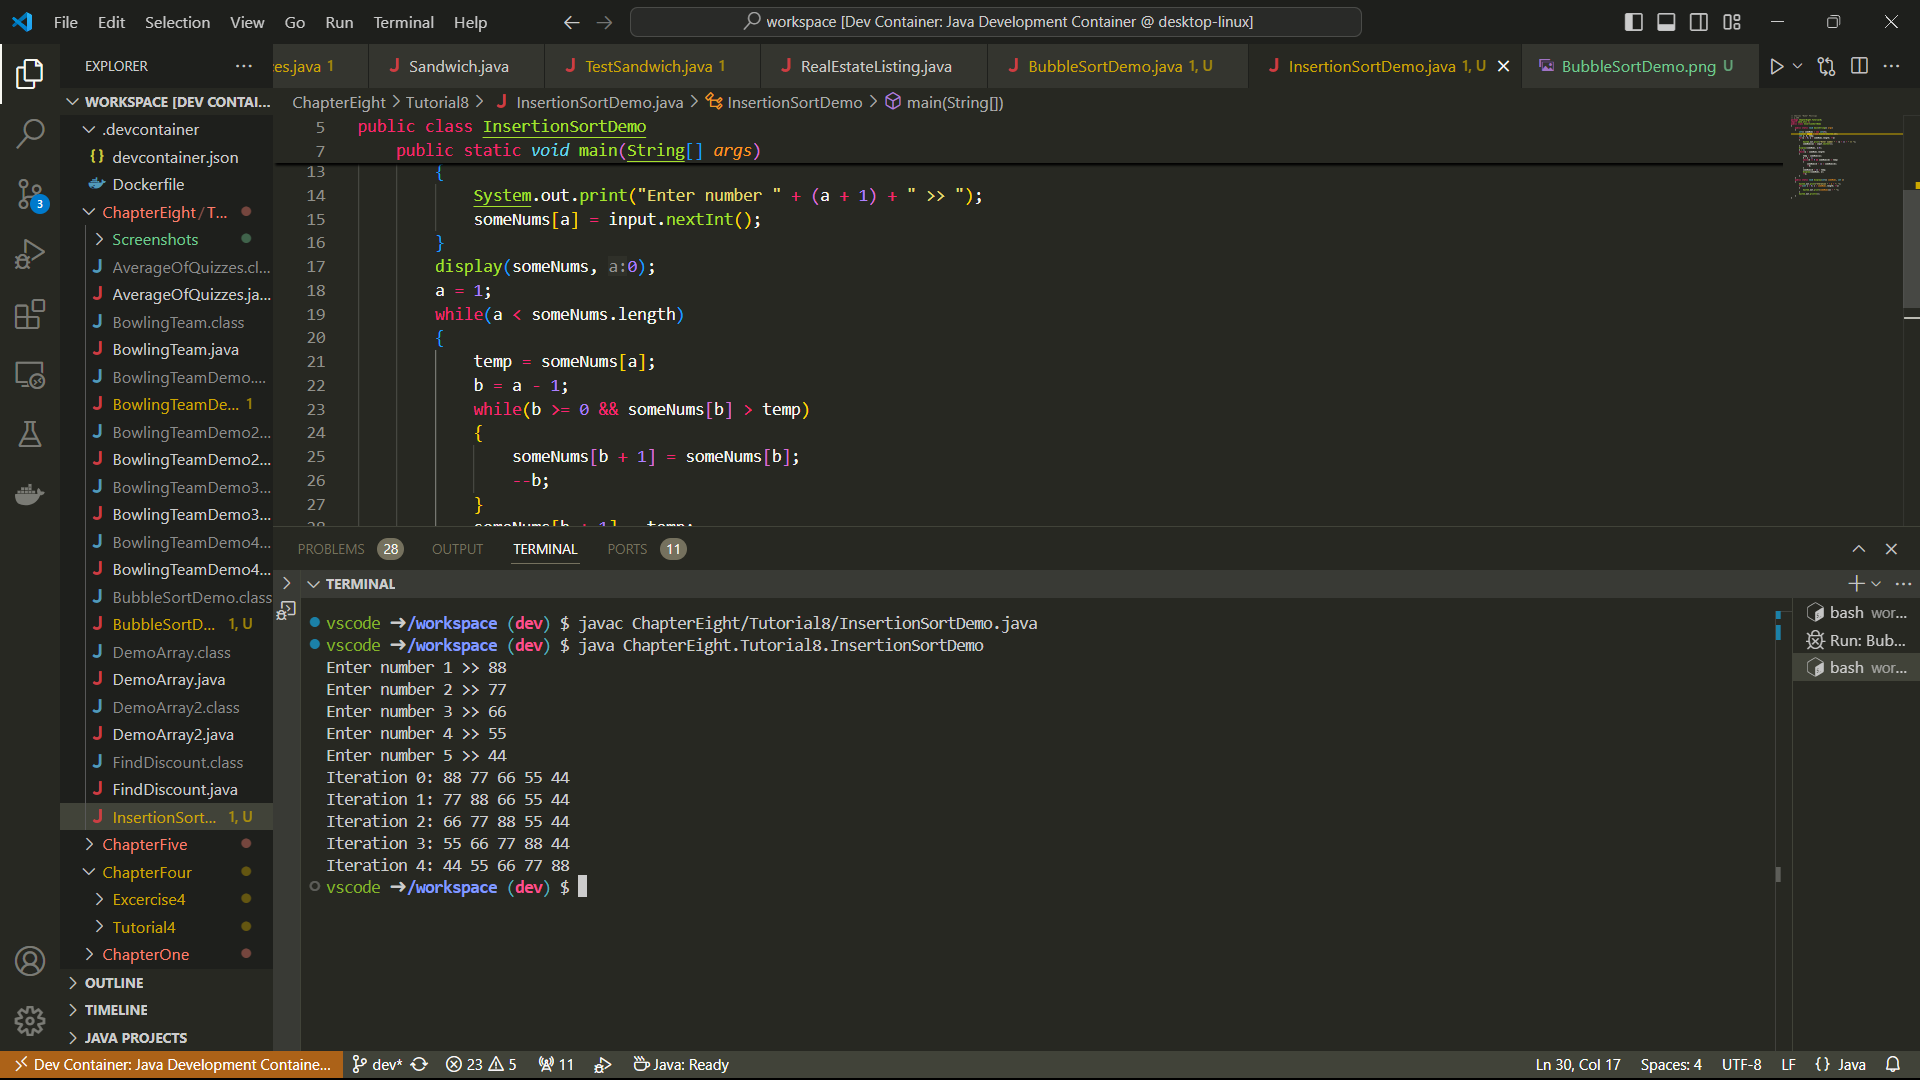 File Edit Selection View Go Run Terminal Help
workspace [Dev Container: Java Development Container @ desktop-linux]
EXPLORER
es.java 1
Sandwich.java
TestSandwich.java 1
RealEstateListing.java
BubbleSortDemo.java 1, U
InsertionSortDemo.java 1, U
BubbleSortDemo.png U
ChapterEight > Tutorial8 > InsertionSortDemo.java > InsertionSortDemo > main(String[])
WORKSPACE [DEV CONTAI...
.devcontainer
devcontainer.json
Dockerfile
ChapterEight / T...
Screenshots
AverageOfQuizzes.cl...
AverageOfQuizzes.ja...
BowlingTeam.class
BowlingTeam.java
BowlingTeamDemo....
BowlingTeamDe... 1
BowlingTeamDemo2...
BowlingTeamDemo2...
BowlingTeamDemo3...
BowlingTeamDemo3...
BowlingTeamDemo4...
BowlingTeamDemo4...
BubbleSortDemo.class
BubbleSortD... 1, U
DemoArray.class
DemoArray.java
DemoArray2.class
DemoArray2.java
FindDiscount.class
FindDiscount.java
InsertionSort... 1, U
ChapterFive
ChapterFour
Excercise4
Tutorial4
ChapterOne
OUTLINE
TIMELINE
JAVA PROJECTS
3
5 public class InsertionSortDemo
7 public static void main(String[] args)
13 {
14 System.out.print("Enter number " + (a + 1) + " >> ");
15 someNums[a] = input.nextInt();
16 }
17 display(someNums, a:0);
18 a = 1;
19 while(a < someNums.length)
20 {
21 temp = someNums[a];
22 b = a - 1;
23 while(b >= 0 && someNums[b] > temp)
24 {
25 someNums[b + 1] = someNums[b];
26 --b;
27 }
28 someNums[b + 1] = temp;
PROBLEMS 28 OUTPUT TERMINAL PORTS 11
TERMINAL
vscode ➜/workspace (dev) $ javac ChapterEight/Tutorial8/InsertionSortDemo.java
vscode ➜/workspace (dev) $ java ChapterEight.Tutorial8.InsertionSortDemo
Enter number 1 >> 88
Enter number 2 >> 77
Enter number 3 >> 66
Enter number 4 >> 55
Enter number 5 >> 44
Iteration 0: 88 77 66 55 44
Iteration 1: 77 88 66 55 44
Iteration 2: 66 77 88 55 44
Iteration 3: 55 66 77 88 44
Iteration 4: 44 55 66 77 88
vscode ➜/workspace (dev) $
bash wor...
Run: Bub...
bash wor...
Dev Container: Java Development Containe... dev* 23 5 11 Java: Ready
Ln 30, Col 17 Spaces: 4 UTF-8 LF {} Java